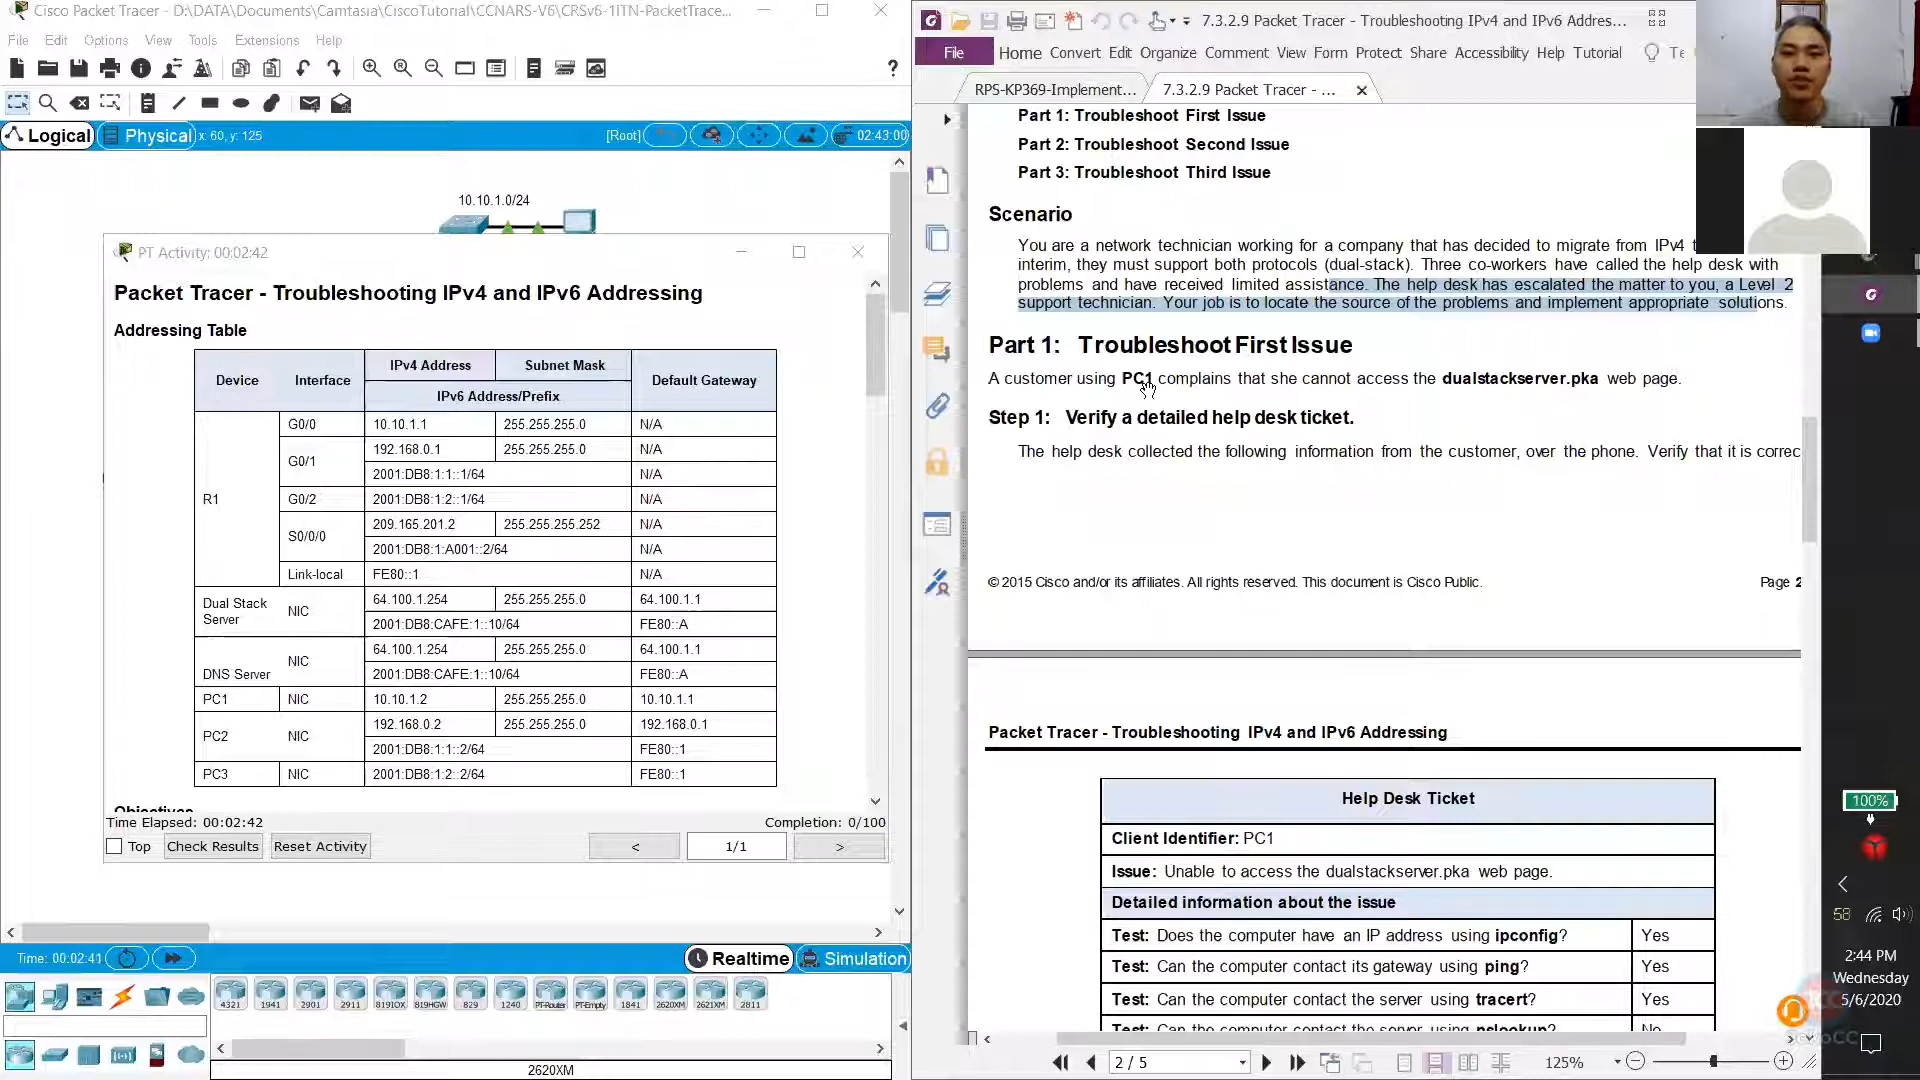 Cisco Packet Tracer - D:\DATA\Documents\Camtasia\CiscoTutorial\CCNARS-V6\CRSv6-1ITN-PacketTrace...
File Edit Options View Tools Extensions Help
Logical Physical x: 60, y: 125 [Root] 02:43:00
10.10.1.0/24
PT Activity: 00:02:42
Packet Tracer - Troubleshooting IPv4 and IPv6 Addressing
Addressing Table
Device Interface IPv4 Address Subnet Mask Default Gateway
IPv6 Address/Prefix
R1
G0/0 10.10.1.1 255.255.255.0 N/A
G0/1 192.168.0.1 255.255.255.0 N/A
2001:DB8:1:1::1/64 N/A
G0/2 2001:DB8:1:2::1/64 N/A
S0/0/0 209.165.201.2 255.255.255.252 N/A
2001:DB8:1:A001::2/64 N/A
Link-local FE80::1 N/A
Dual Stack Server NIC 64.100.1.254 255.255.255.0 64.100.1.1
2001:DB8:CAFE:1::10/64 FE80::A
DNS Server NIC 64.100.1.254 255.255.255.0 64.100.1.1
2001:DB8:CAFE:1::10/64 FE80::A
PC1 NIC 10.10.1.2 255.255.255.0 10.10.1.1
PC2 NIC 192.168.0.2 255.255.255.0 192.168.0.1
2001:DB8:1:1::2/64 FE80::1
PC3 NIC 2001:DB8:1:2::2/64 FE80::1
Objectives
Time Elapsed: 00:02:42 Completion: 0/100
Top Check Results Reset Activity < 1/1 >
Time: 00:02:41 Realtime Simulation
4321 1941 2901 2911 819IOX 819HGW 829 1240 PT-Router PT-Empty 1841 2620XM 2621XM 2811
2620XM
7.3.2.9 Packet Tracer - Troubleshooting IPv4 and IPv6 Addres...
File Home Convert Edit Organize Comment View Form Protect Share Accessibility Help Tutorial Te
RPS-KP369-Implement... 7.3.2.9 Packet Tracer - ...
Part 1: Troubleshoot First Issue
Part 2: Troubleshoot Second Issue
Part 3: Troubleshoot Third Issue
Scenario
You are a network technician working for a company that has decided to migrate from IPv4 t
interim, they must support both protocols (dual-stack). Three co-workers have called the help desk with
problems and have received limited assistance. The help desk has escalated the matter to you, a Level 2
support technician. Your job is to locate the source of the problems and implement appropriate solutions.
Part 1: Troubleshoot First Issue
A customer using PC1 complains that she cannot access the dualstackserver.pka web page.
Step 1: Verify a detailed help desk ticket.
The help desk collected the following information from the customer, over the phone. Verify that it is correc
© 2015 Cisco and/or its affiliates. All rights reserved. This document is Cisco Public. Page 2
Packet Tracer - Troubleshooting IPv4 and IPv6 Addressing
Help Desk Ticket
Client Identifier: PC1
Issue: Unable to access the dualstackserver.pka web page.
Detailed information about the issue
Test: Does the computer have an IP address using ipconfig? Yes
Test: Can the computer contact its gateway using ping? Yes
Test: Can the computer contact the server using tracert? Yes
Test: Can the computer contact the server using nslookup? No
2 / 5 125%
100%
58
2:44 PM
Wednesday
5/6/2020